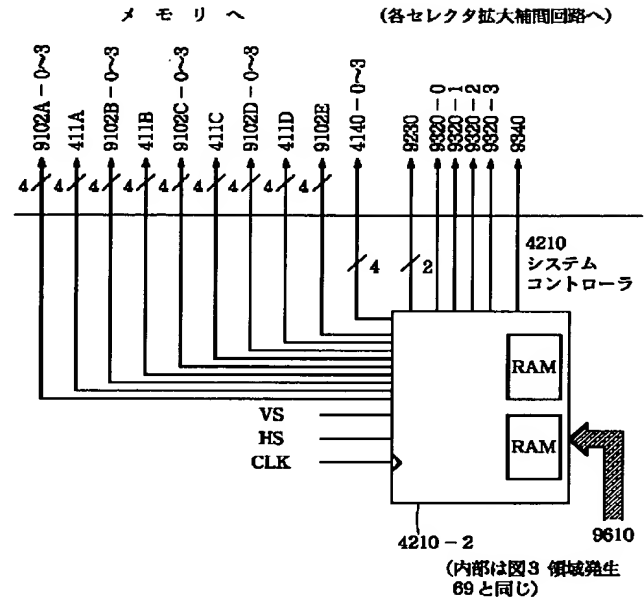 メモリへ
(各セレクタ拡大補間回路へ)
9102A-0~3
411A
9102B-0~3
411B
9102C-0~3
411C
9102D-0~3
411D
9102E
4140-0~3
9230
9320-0
9320-1
9320-2
9320-3
9340
4 4 4 4 4 4 4 4 4
4
2
4210
システム
コントローラ
RAM
RAM
VS
HS
CLK
4210-2
9610
(内部は図3 領域発生
69と同じ)